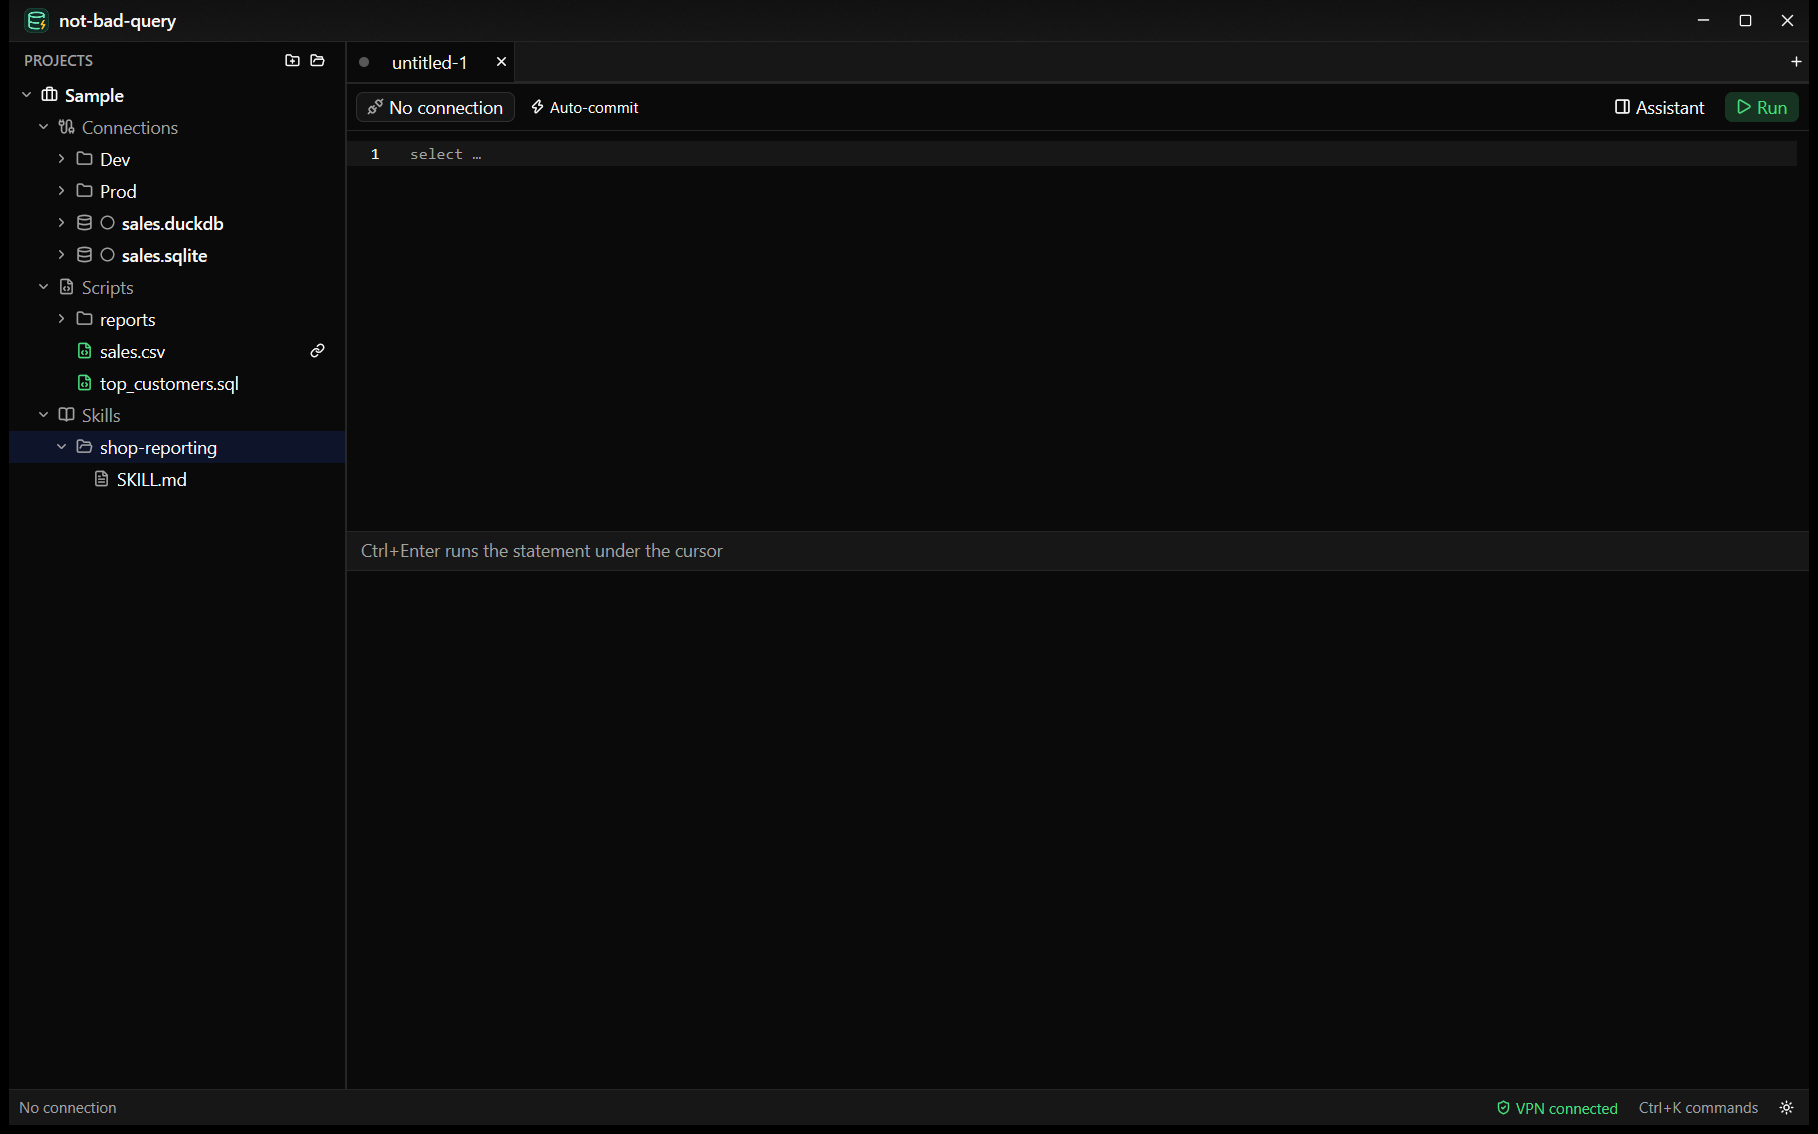 not-bad-query
PROJECTS
Sample
Connections
Dev
Prod
sales.duckdb
sales.sqlite
Scripts
reports
sales.csv
top_customers.sql
Skills
shop-reporting
SKILL.md
untitled-1
No connection
Auto-commit
Assistant
Run
1 select …
Ctrl+Enter runs the statement under the cursor
No connection
VPN connected
Ctrl+K commands